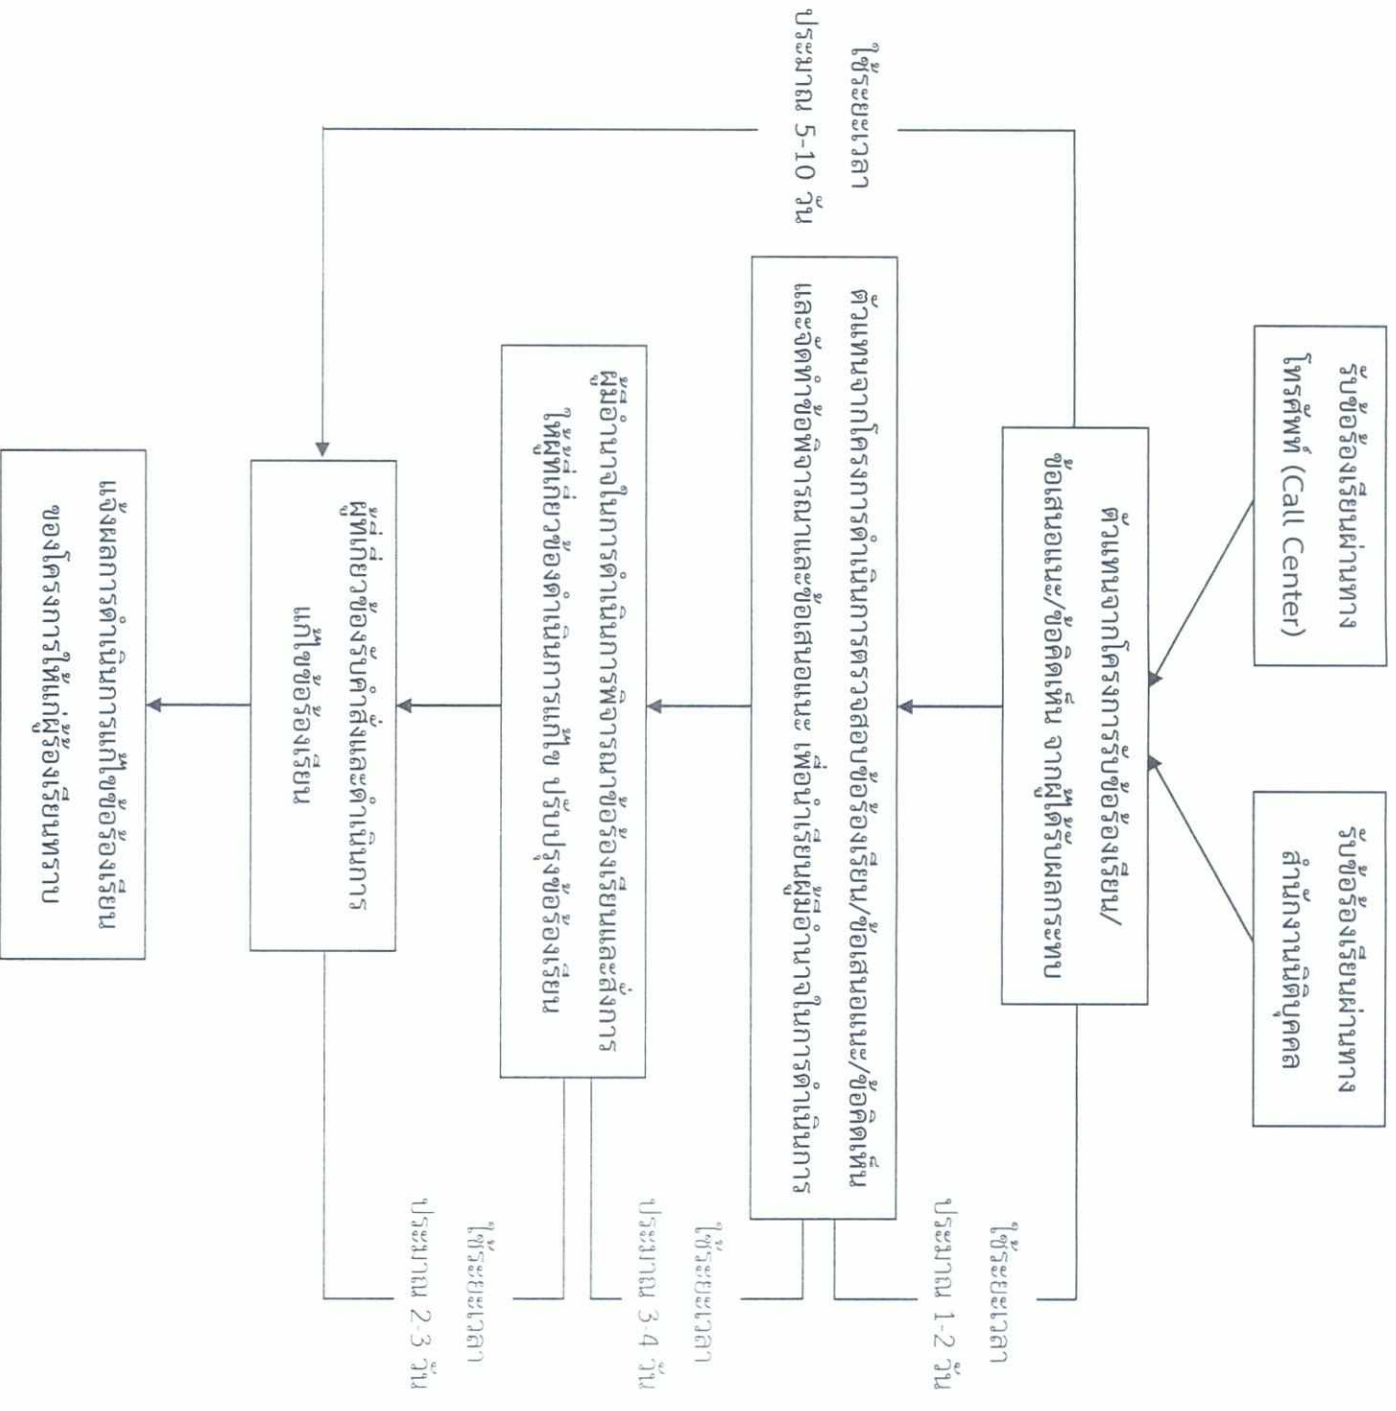 รับข้อร้องเรียนผ่านทาง
โทรศัพท์ (Call Center)
รับข้อร้องเรียนผ่านทาง
สำนักงานนิติบุคคล
ตัวแทนจากโครงการรับข้อร้องเรียน/
ข้อเสนอแนะ/ข้อคิดเห็น จากผู้ได้รับผลกระทบ
ใช้ระยะเวลา
ประมาณ 1-2 วัน
ใช้ระยะเวลา
ประมาณ 5-10 วัน
ตัวแทนจากโครงการดำเนินการตรวจสอบข้อร้องเรียน/ข้อเสนอแนะ/ข้อคิดเห็น
และจัดทำข้อพิจารณาและข้อเสนอแนะ เพื่อนำเรียนผู้มีอำนาจในการดำเนินการ
ใช้ระยะเวลา
ประมาณ 3-4 วัน
ผู้มีอำนาจในการดำเนินการพิจารณาข้อร้องเรียนและสั่งการ
ให้ผู้ที่เกี่ยวข้องดำเนินการแก้ไข ปรับปรุงข้อร้องเรียน
ใช้ระยะเวลา
ประมาณ 2-3 วัน
ผู้ที่เกี่ยวข้องรับคำสั่งและดำเนินการ
แก้ไขข้อร้องเรียน
แจ้งผลการดำเนินการแก้ไขข้อร้องเรียน
ของโครงการให้แก่ผู้ร้องเรียนทราบ